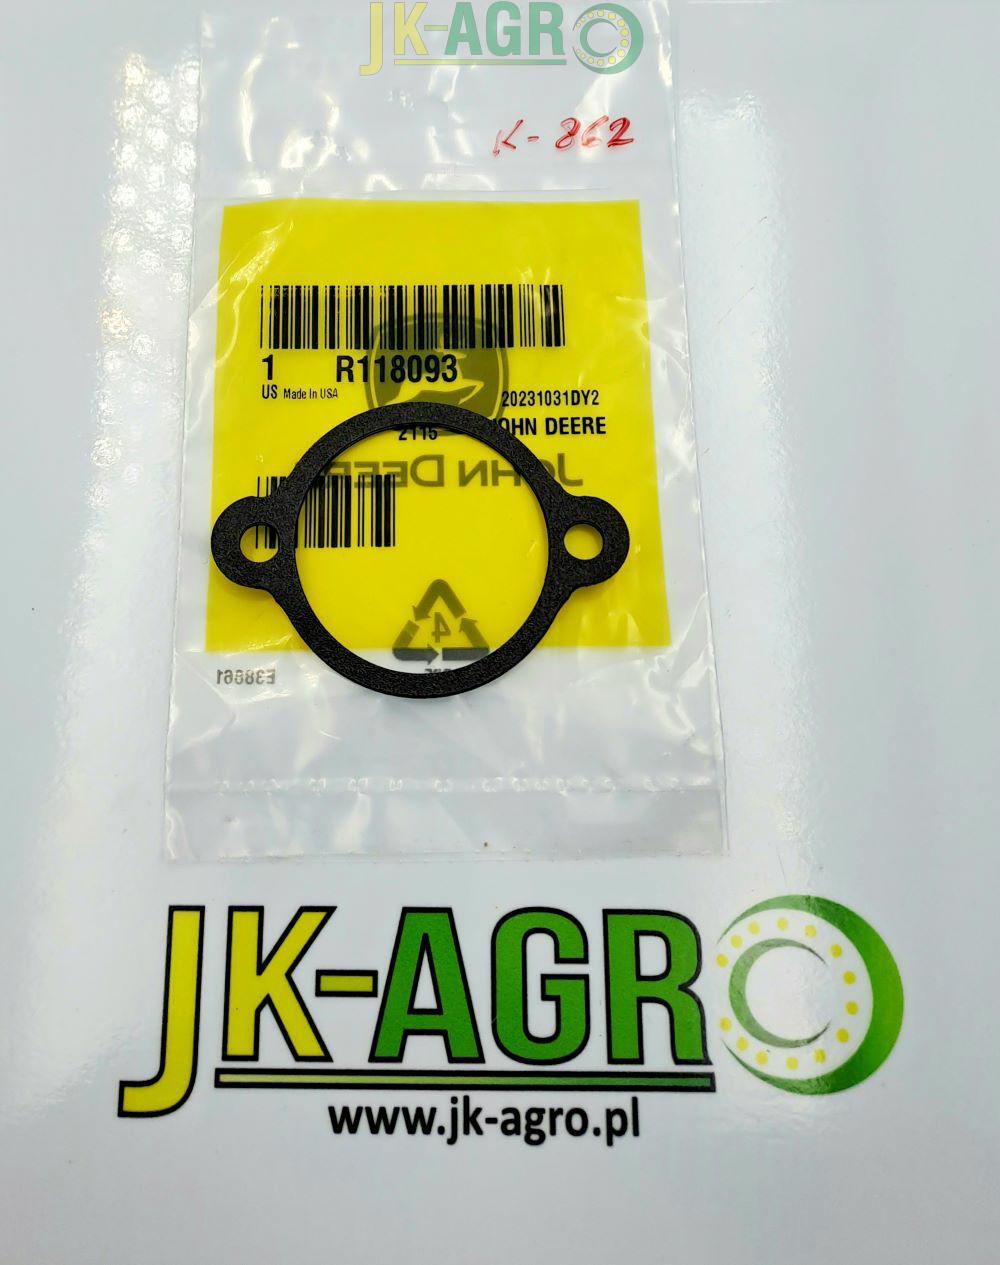 JK-AGRO
K-862
1 R118093
US Made In USA
20231031DY2
2115 JOHN DEERE
JOHN DEERE
4
E38861
JK-AGRO
www.jk-agro.pl